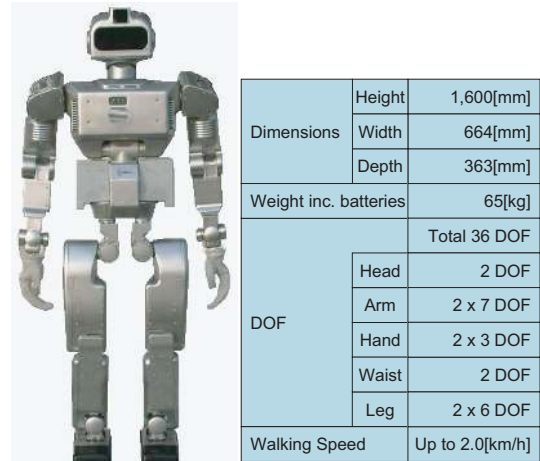 Dimensions Height 1,600[mm]
Width 664[mm]
Depth 363[mm]
Weight inc. batteries 65[kg]
DOF Total 36 DOF
Head 2 DOF
Arm 2 x 7 DOF
Hand 2 x 3 DOF
Waist 2 DOF
Leg 2 x 6 DOF
Walking Speed Up to 2.0[km/h]